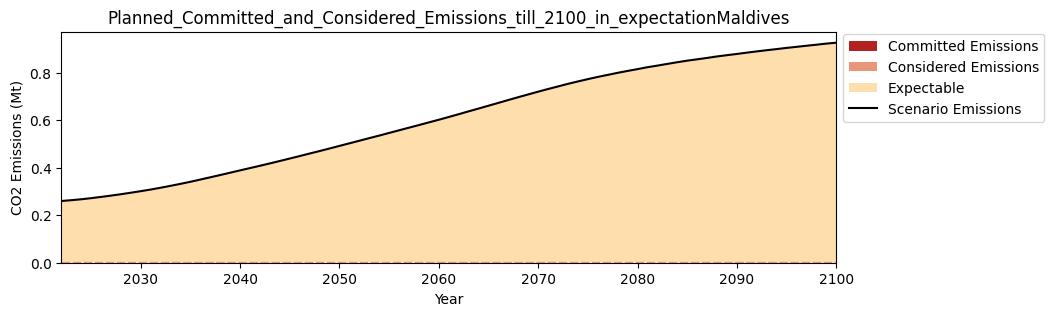 Planned_Committed_and_Considered_Emissions_till_2100_in_expectationMaldives
Committed Emissions
Considered Emissions
Expectable
Scenario Emissions
CO2 Emissions (Mt)
0.8
0.6
0.4
0.2
0.0
2030 2040 2050 2060 2070 2080 2090 2100
Year